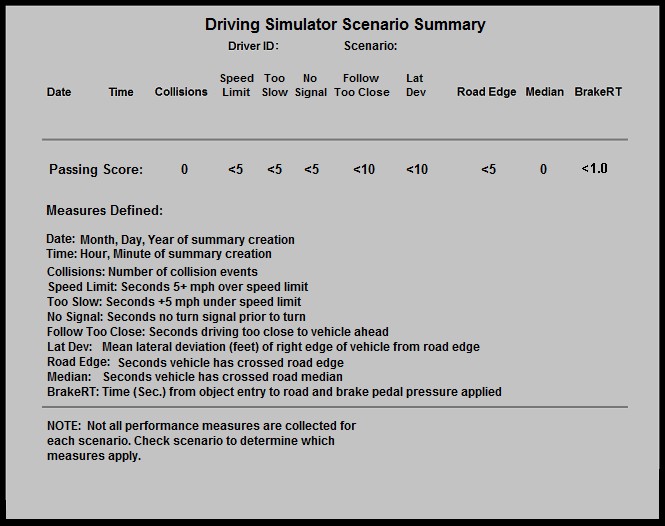 Driving Simulator Scenario Summary
Driver ID: Scenario:
Date Time Collisions Speed Limit Too Slow No Signal Follow Too Close Lat Dev Road Edge Median BrakeRT
Passing Score: 0 <5 <5 <5 <10 <10 <5 0 <1.0
Measures Defined:
Date: Month, Day, Year of summary creation
Time: Hour, Minute of summary creation
Collisions: Number of collision events
Speed Limit: Seconds 5+ mph over speed limit
Too Slow: Seconds +5 mph under speed limit
No Signal: Seconds no turn signal prior to turn
Follow Too Close: Seconds driving too close to vehicle ahead
Lat Dev: Mean lateral deviation (feet) of right edge of vehicle from road edge
Road Edge: Seconds vehicle has crossed road edge
Median: Seconds vehicle has crossed road median
BrakeRT: Time (Sec.) from object entry to road and brake pedal pressure applied
NOTE: Not all performance measures are collected for
each scenario. Check scenario to determine which
measures apply.